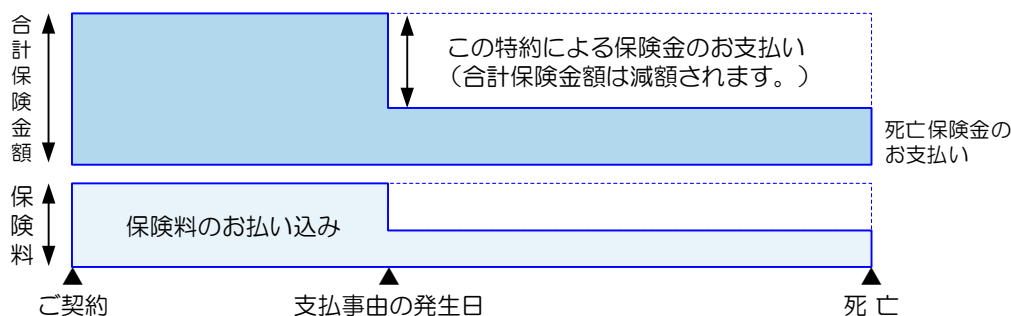 合計保険金額
この特約による保険金のお支払い
（合計保険金額は減額されます。）
死亡保険金の
お支払い
保険料
保険料のお払い込み
ご契約
支払事由の発生日
死 亡